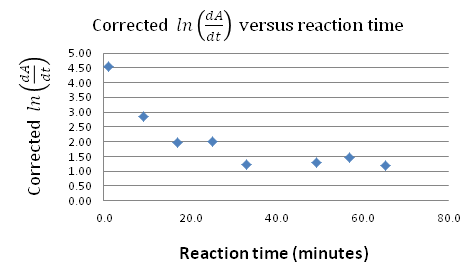 Corrected ln(dA/dt) versus reaction time
Corrected ln(dA/dt)
5.00
4.50
4.00
3.50
3.00
2.50
2.00
1.50
1.00
0.50
0.00
0.0 20.0 40.0 60.0 80.0
Reaction time (minutes)